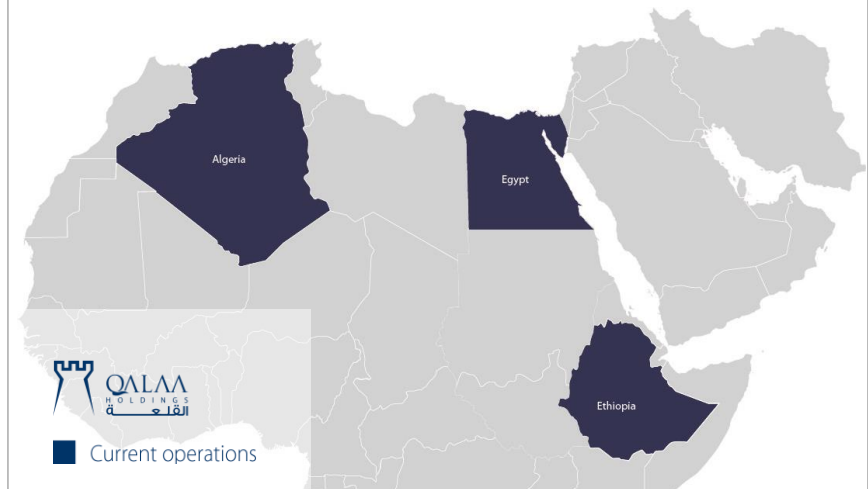 Algeria
Egypt
Ethiopia
QALAA
HOLDINGS
القلعة
Current operations